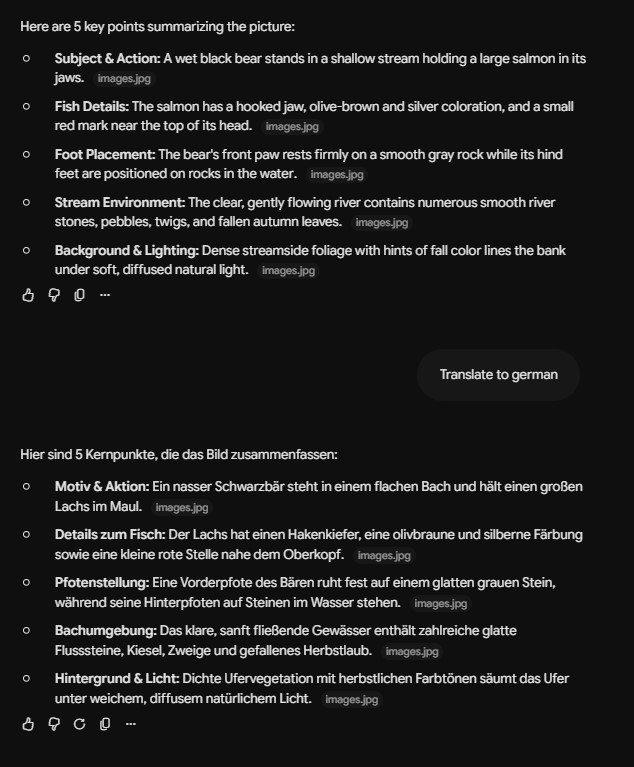 Here are 5 key points summarizing the picture:
Subject & Action: A wet black bear stands in a shallow stream holding a large salmon in its
jaws. images.jpg
Fish Details: The salmon has a hooked jaw, olive-brown and silver coloration, and a small
red mark near the top of its head. images.jpg
Foot Placement: The bear's front paw rests firmly on a smooth gray rock while its hind
feet are positioned on rocks in the water. images.jpg
Stream Environment: The clear, gently flowing river contains numerous smooth river
stones, pebbles, twigs, and fallen autumn leaves. images.jpg
Background & Lighting: Dense streamside foliage with hints of fall color lines the bank
under soft, diffused natural light. images.jpg
Translate to german
Hier sind 5 Kernpunkte, die das Bild zusammenfassen:
Motiv & Aktion: Ein nasser Schwarzbär steht in einem flachen Bach und hält einen großen
Lachs im Maul. images.jpg
Details zum Fisch: Der Lachs hat einen Hakenkiefer, eine olivbraune und silberne Färbung
sowie eine kleine rote Stelle nahe dem Oberkopf. images.jpg
Pfotenstellung: Eine Vorderpfote des Bären ruht fest auf einem glatten grauen Stein,
während seine Hinterpfoten auf Steinen im Wasser stehen. images.jpg
Bachumgebung: Das klare, sanft fließende Gewässer enthält zahlreiche glatte
Flusssteine, Kiesel, Zweige und gefallenes Herbstlaub. images.jpg
Hintergrund & Licht: Dichte Ufervegetation mit herbstlichen Farbtönen säumt das Ufer
unter weichem, diffusem natürlichem Licht. images.jpg